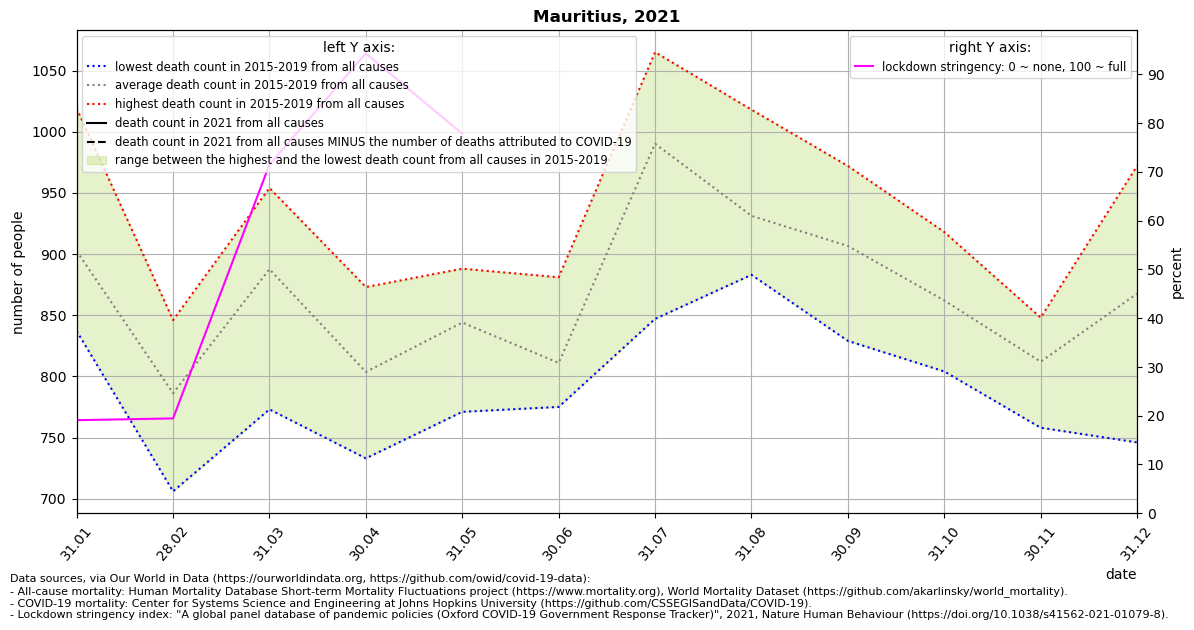 Mauritius, 2021
left Y axis:
lowest death count in 2015-2019 from all causes
average death count in 2015-2019 from all causes
highest death count in 2015-2019 from all causes
death count in 2021 from all causes
death count in 2021 from all causes MINUS the number of deaths attributed to COVID-19
range between the highest and the lowest death count from all causes in 2015-2019
right Y axis:
lockdown stringency: 0 ~ none, 100 ~ full
number of people
1050
1000
950
900
850
800
750
700
percent
90
80
70
60
50
40
30
20
10
0
31.01
28.02
31.03
30.04
31.05
30.06
31.07
31.08
30.09
31.10
30.11
31.12
date
Data sources, via Our World in Data (https://ourworldindata.org, https://github.com/owid/covid-19-data):
- All-cause mortality: Human Mortality Database Short-term Mortality Fluctuations project (https://www.mortality.org), World Mortality Dataset (https://github.com/akarlinsky/world_mortality).
- COVID-19 mortality: Center for Systems Science and Engineering at Johns Hopkins University (https://github.com/CSSEGISandData/COVID-19).
- Lockdown stringency index: "A global panel database of pandemic policies (Oxford COVID-19 Government Response Tracker)", 2021, Nature Human Behaviour (https://doi.org/10.1038/s41562-021-01079-8).